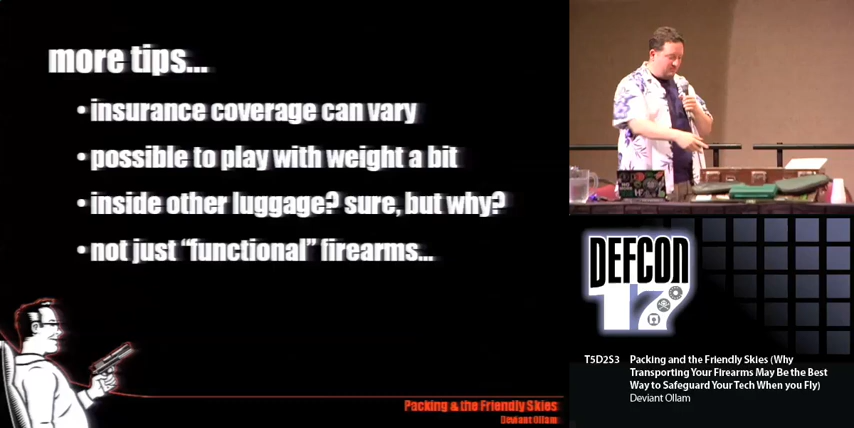 more tips...
• insurance coverage can vary
• possible to play with weight a bit
• inside other luggage? sure, but why?
• not just “functional” firearms...
Packing & the Friendly Skies
Deviant Ollam
DEFCON
17
T5D2S3
Packing and the Friendly Skies (Why
Transporting Your Firearms May Be the Best
Way to Safeguard Your Tech When you Fly)
Deviant Ollam